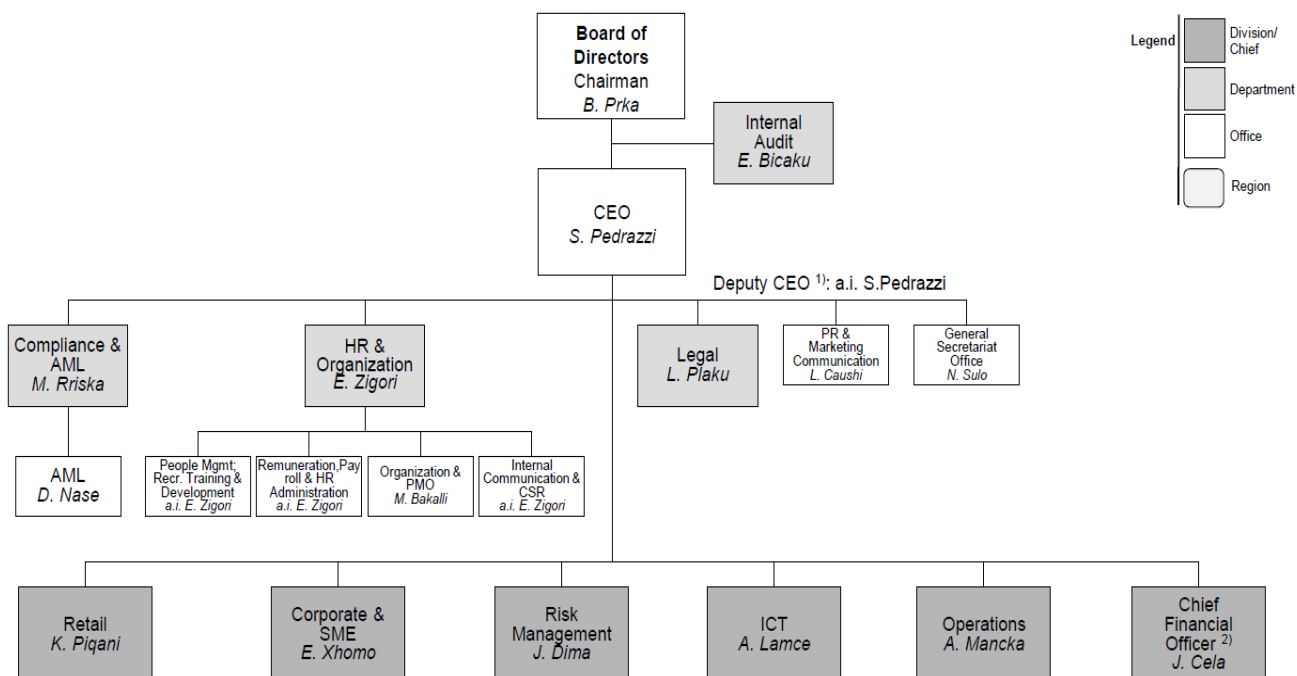 Board of
Directors
Chairman
B. Prka
Legend
Division/
Chief
Department
Office
Region
Internal
Audit
E. Bicaku
CEO
S. Pedrazzi
Deputy CEO 1): a.i. S.Pedrazzi
Compliance &
AML
M. Rriska
HR &
Organization
E. Zigori
Legal
L. Plaku
PR &
Marketing
Communication
L. Caushi
General
Secretariat
Office
N. Sulo
AML
D. Nase
People Mgmt;
Recr. Training &
Development
a.i. E. Zigori
Remuneration,Pay
roll & HR
Administration
a.i. E. Zigori
Organization &
PMO
M. Bakalli
Internal
Communication &
CSR
a.i. E. Zigori
Retail
K. Piqani
Corporate &
SME
E. Xhomo
Risk
Management
J. Dima
ICT
A. Lamce
Operations
A. Mancka
Chief
Financial
Officer 2)
J. Cela